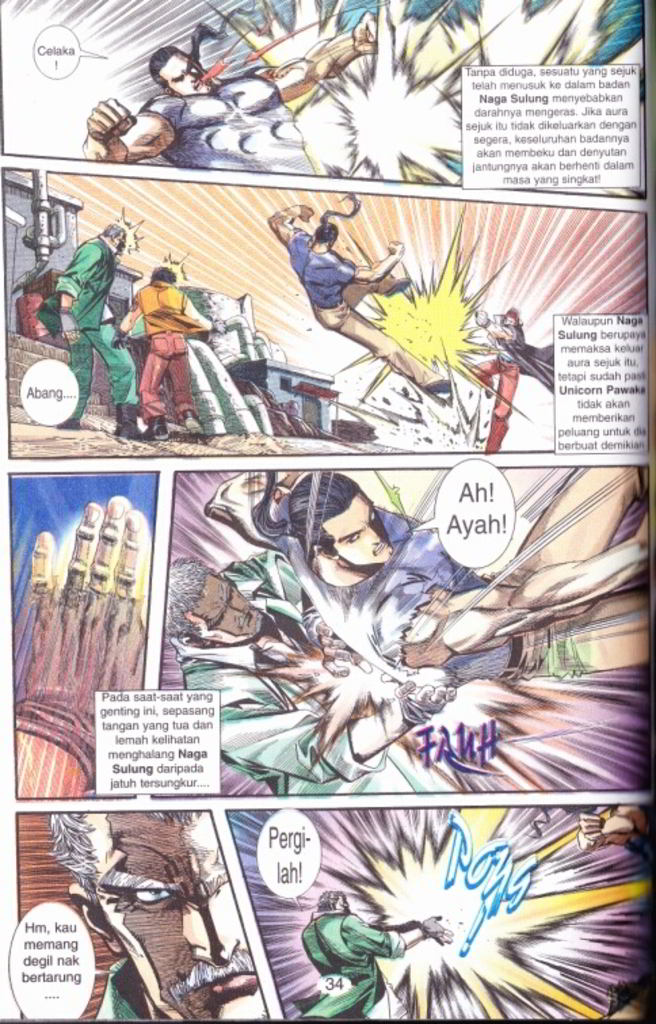 Celaka
!
Tanpa diduga, sesuatu yang sejuk
telah menusuk ke dalam badan
Naga Sulung menyebabkan
darahnya mengeras. Jika aura
sejuk itu tidak dikeluarkan dengan
segera, keseluruhan badannya
akan membeku dan denyutan
jantungnya akan berhenti dalam
masa yang singkat!
Abang....
Walaupun Naga
Sulung berupaya
memaksa keluar
aura sejuk itu,
tetapi sudah pasti
Unicorn Pawaka
tidak akan
memberikan
peluang untuk dia
berbuat demikian
Pada saat-saat yang
genting ini, sepasang
tangan yang tua dan
lemah kelihatan
menghalang Naga
Sulung daripada
jatuh tersungkur....
Ah!
Ayah!
Hm, kau
memang
degil nak
bertarung
....
Pergi-
lah!
34